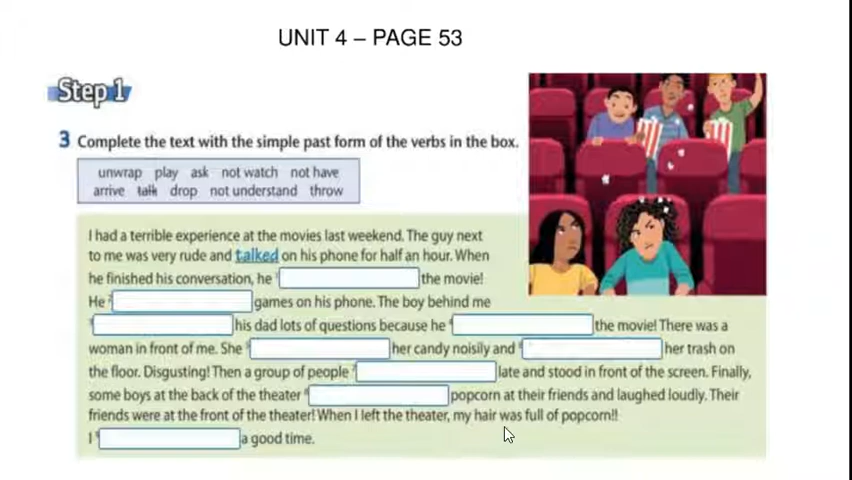 UNIT 4 – PAGE 53
Step 1
3 Complete the text with the simple past form of the verbs in the box.
unwrap play ask not watch not have
arrive talk drop not understand throw
I had a terrible experience at the movies last weekend. The guy next
to me was very rude and talked on his phone for half an hour. When
he finished his conversation, he 1 the movie!
He 2 games on his phone. The boy behind me
3 his dad lots of questions because he 4 the movie! There was a
woman in front of me. She 5 her candy noisily and 6 her trash on
the floor. Disgusting! Then a group of people 7 late and stood in front of the screen. Finally,
some boys at the back of the theater 8 popcorn at their friends and laughed loudly. Their
friends were at the front of the theater! When I left the theater, my hair was full of popcorn!!
I 9 a good time.